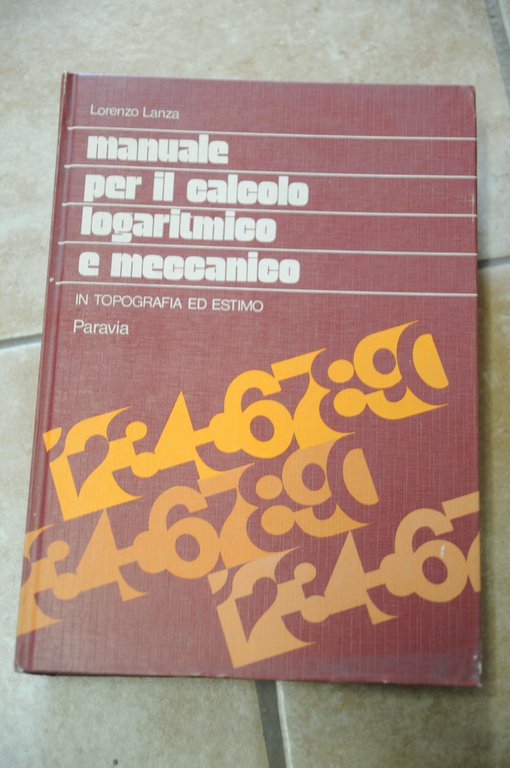 Lorenzo Lanza
manuale
per il calcolo
logaritmico
e meccanico
IN TOPOGRAFIA ED ESTIMO
Paravia